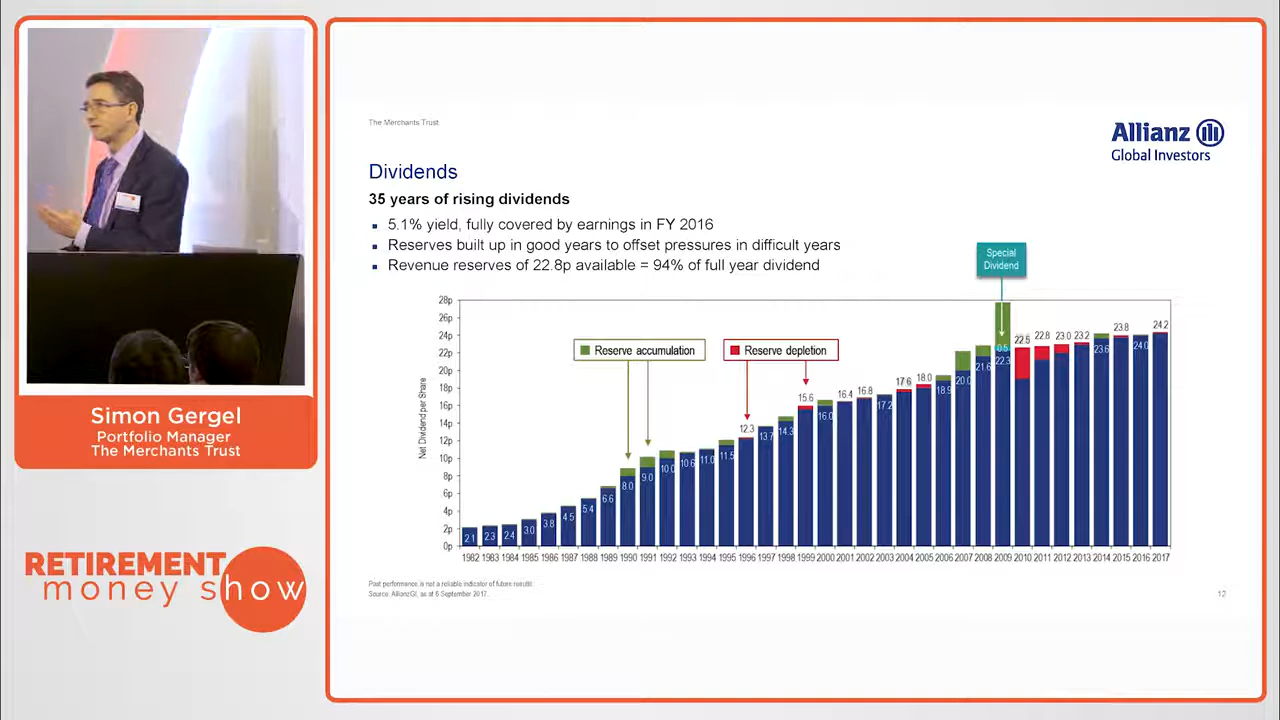 The Merchants Trust
Allianz
Global Investors
Dividends
35 years of rising dividends
5.1% yield, fully covered by earnings in FY 2016
Reserves built up in good years to offset pressures in difficult years
Revenue reserves of 22.8p available = 94% of full year dividend
Special
Dividend
Reserve accumulation
Reserve depletion
Net Dividend per Share
28p
26p
24p
22p
20p
18p
16p
14p
12p
10p
8p
6p
4p
2p
0p
2.1 2.3 2.4 3.0 3.8 4.5 5.4 6.6 8.0 9.0 10.0 10.6 11.0 11.5 12.3 13.7 14.3 15.6 16.0 16.4 16.8 17.2 17.6 18.0 18.9 20.0 21.6 0.5 22.3 22.5 22.8 23.0 23.2 23.6 23.8 24.0 24.2
1982 1983 1984 1985 1986 1987 1988 1989 1990 1991 1992 1993 1994 1995 1996 1997 1998 1999 2000 2001 2002 2003 2004 2005 2006 2007 2008 2009 2010 2011 2012 2013 2014 2015 2016 2017
Past performance is not a reliable indicator of future results.
Source: AllianzGI, as at 6 September 2017.
12
Simon Gergel
Portfolio Manager
The Merchants Trust
RETIREMENT
money show